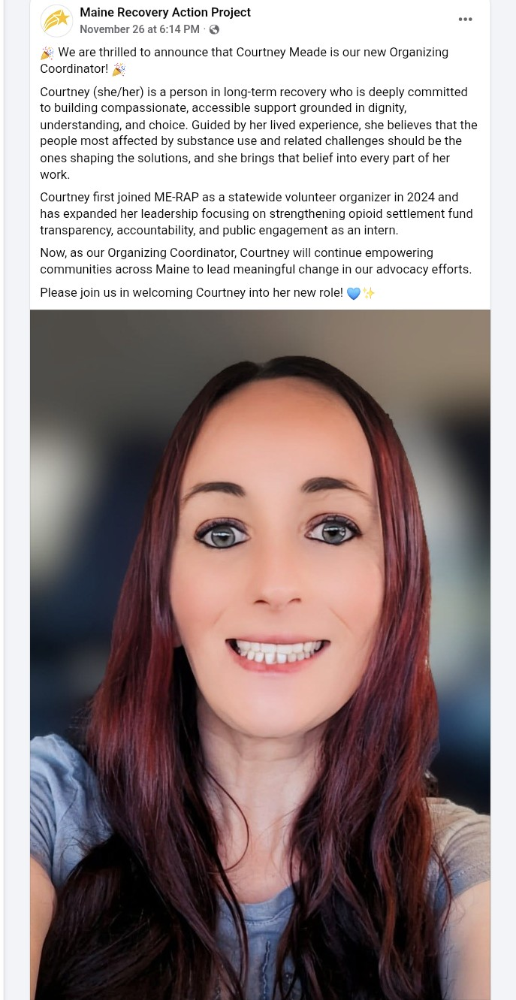 Maine Recovery Action Project
November 26 at 6:14 PM ·
🎉 We are thrilled to announce that Courtney Meade is our new Organizing
Coordinator! 🎉
Courtney (she/her) is a person in long-term recovery who is deeply committed
to building compassionate, accessible support grounded in dignity,
understanding, and choice. Guided by her lived experience, she believes that the
people most affected by substance use and related challenges should be the
ones shaping the solutions, and she brings that belief into every part of her
work.
Courtney first joined ME-RAP as a statewide volunteer organizer in 2024 and
has expanded her leadership focusing on strengthening opioid settlement fund
transparency, accountability, and public engagement as an intern.
Now, as our Organizing Coordinator, Courtney will continue empowering
communities across Maine to lead meaningful change in our advocacy efforts.
Please join us in welcoming Courtney into her new role! 💙✨